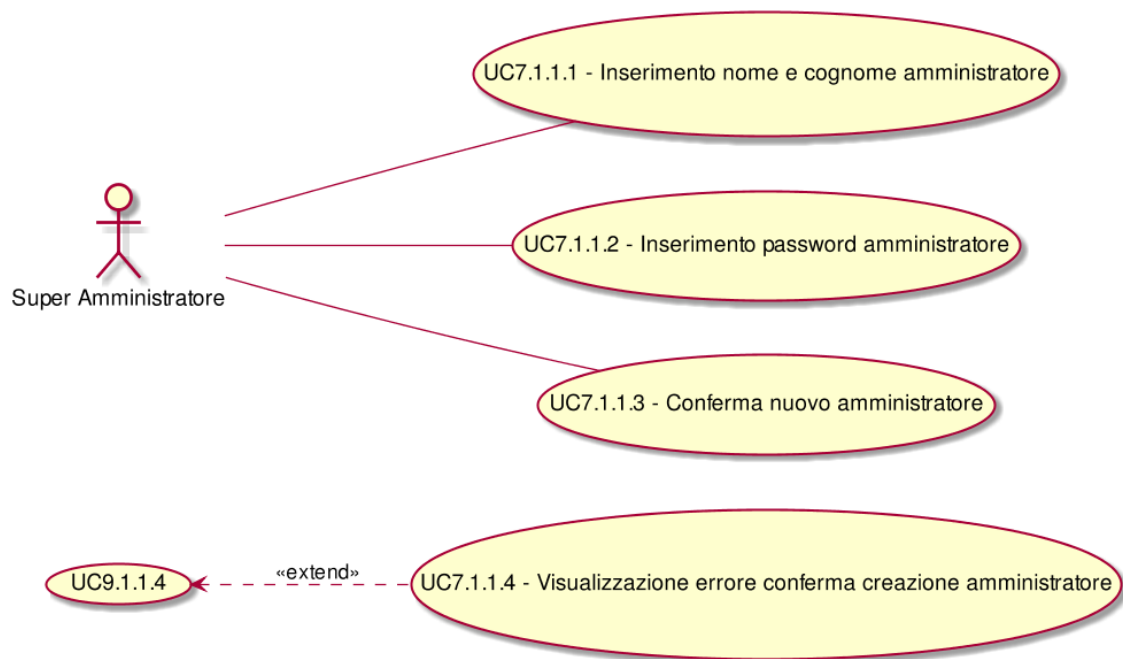 UC7.1.1.1 - Inserimento nome e cognome amministratore
UC7.1.1.2 - Inserimento password amministratore
Super Amministratore
UC7.1.1.3 - Conferma nuovo amministratore
UC9.1.1.4
«extend»
UC7.1.1.4 - Visualizzazione errore conferma creazione amministratore